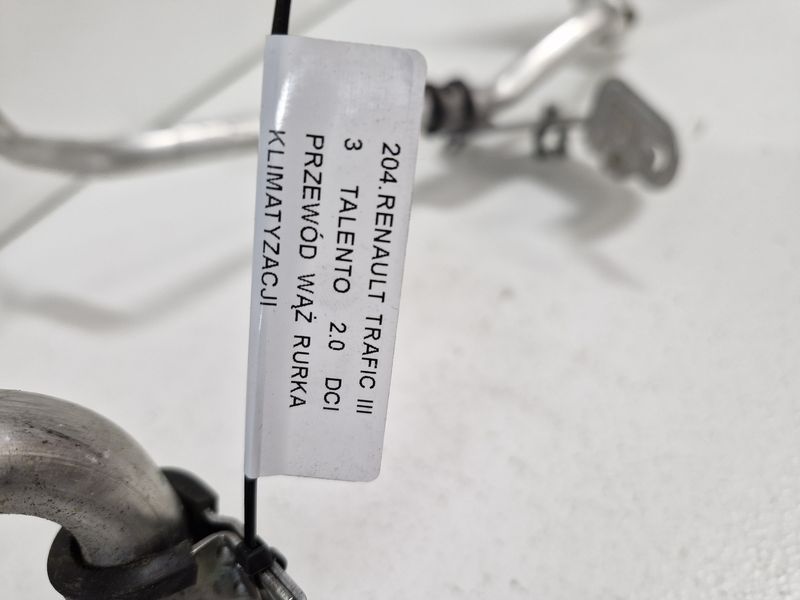 204.RENAULT TRAFIC III
3 TALENTO 2.0 DCI
PRZEWÓD WĄŻ RURKA
KLIMATYZACJI